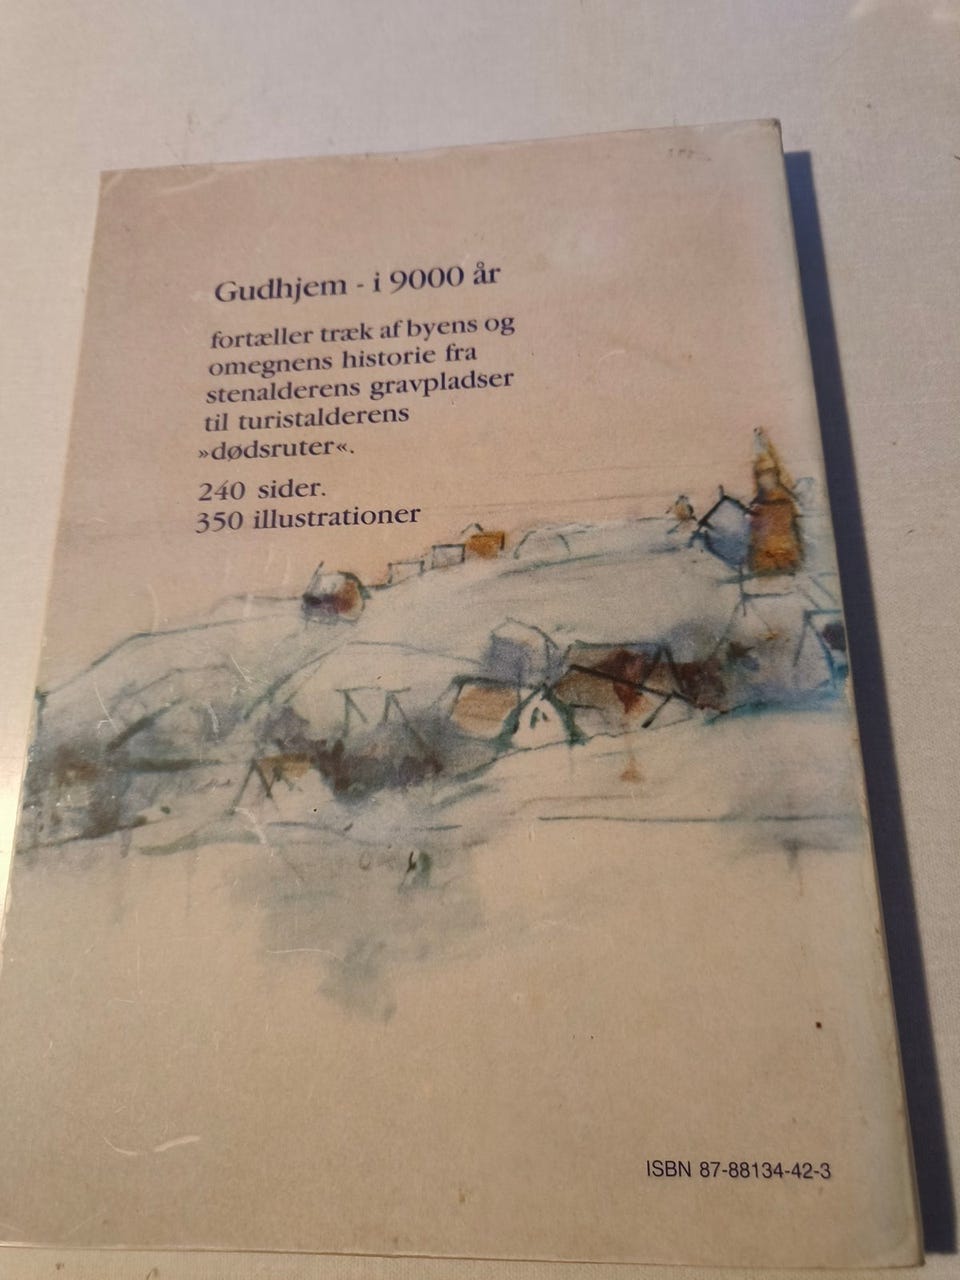 Gudhjem - i 9000 år
fortæller træk af byens og
omegnens historie fra
stenalderens gravpladser
til turistalderens
»dødsruter«.
240 sider.
350 illustrationer
ISBN 87-88134-42-3